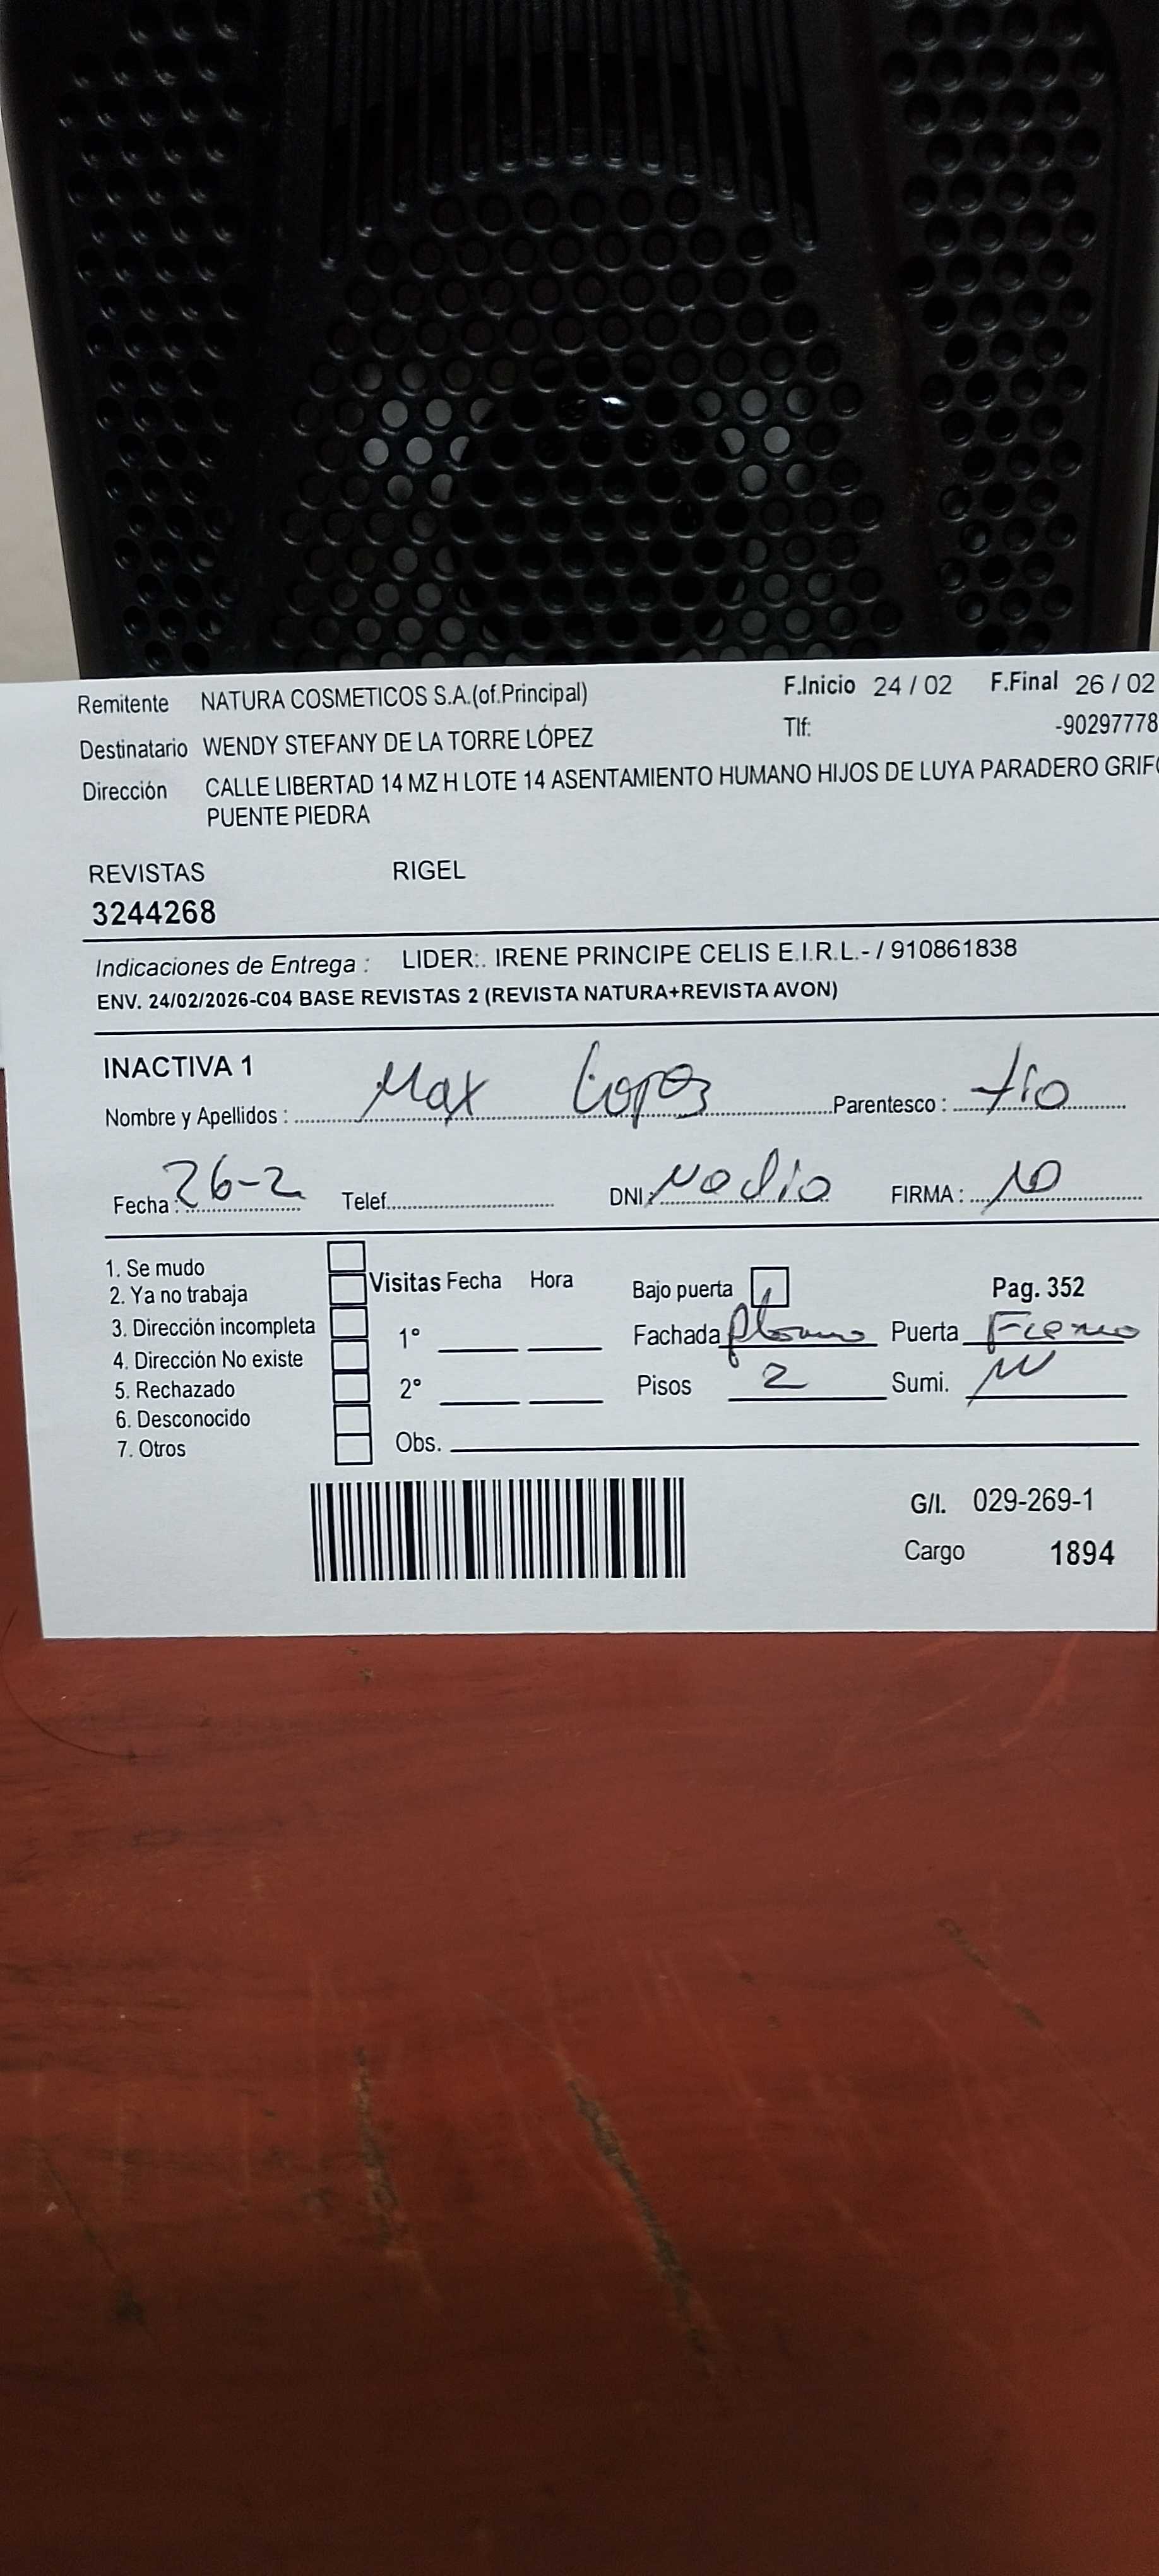 Remitente NATURA COSMETICOS S.A.(of.Principal) F.Inicio 24 / 02 F.Final 26 / 02
Destinatario WENDY STEFANY DE LA TORRE LÓPEZ Tlf: -90297778
Dirección CALLE LIBERTAD 14 MZ H LOTE 14 ASENTAMIENTO HUMANO HIJOS DE LUYA PARADERO GRIFO
PUENTE PIEDRA
REVISTAS RIGEL
3244268
Indicaciones de Entrega : LIDER:. IRENE PRINCIPE CELIS E.I.R.L.- / 910861838
ENV. 24/02/2026-C04 BASE REVISTAS 2 (REVISTA NATURA+REVISTA AVON)
INACTIVA 1
Nombre y Apellidos : Max Lopez Parentesco : tio
Fecha : 26-2 Telef. DNI : No dio FIRMA : NO
1. Se mudo
2. Ya no trabaja
3. Dirección incompleta
4. Dirección No existe
5. Rechazado
6. Desconocido
7. Otros
Visitas Fecha Hora
1°
2°
Obs.
Bajo puerta Pag. 352
Fachada plomo Puerta Fierro
Pisos 2 Sumi.
G/I. 029-269-1
Cargo 1894